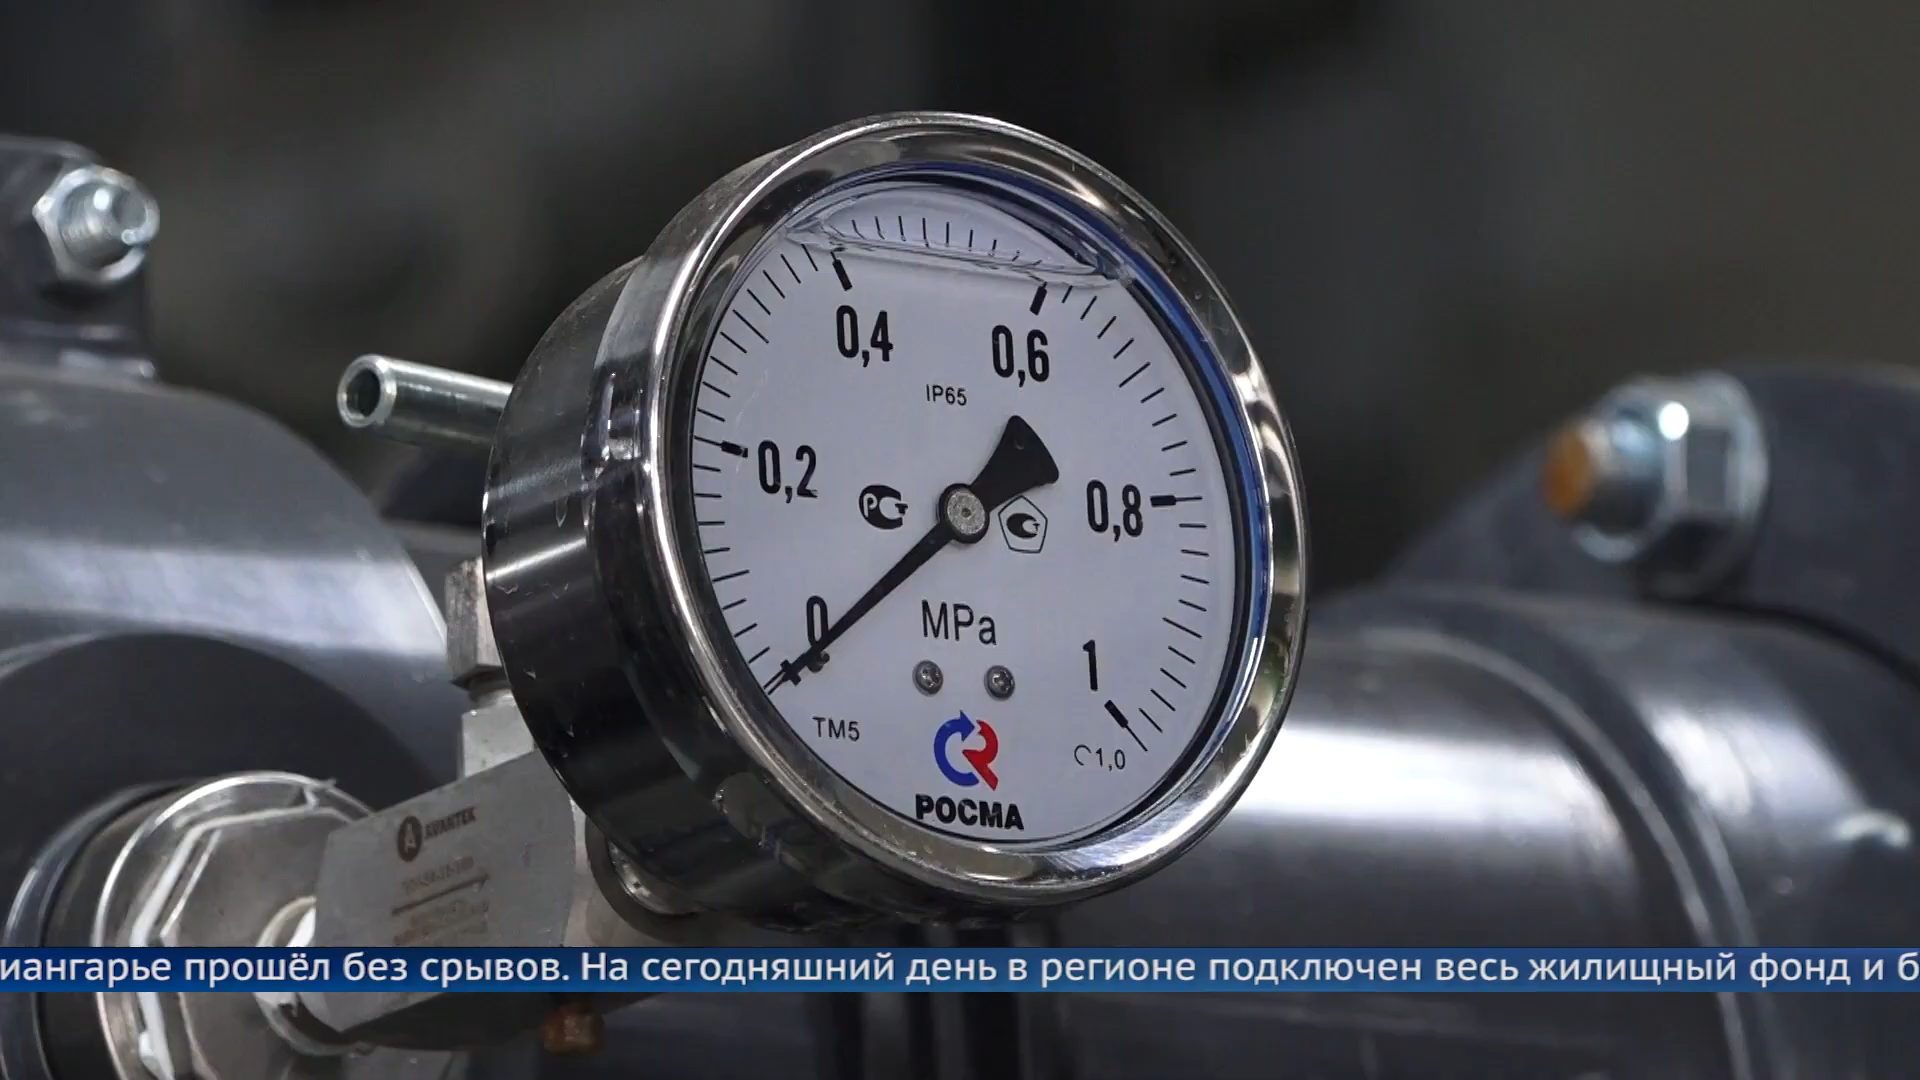 0,4
0,6
IP65
0,2
0,8
0
MPa
1
TM5
1,0
РОСМА
AVANTEK
иангарье прошёл без срывов. На сегодняшний день в регионе подключен весь жилищный фонд и б